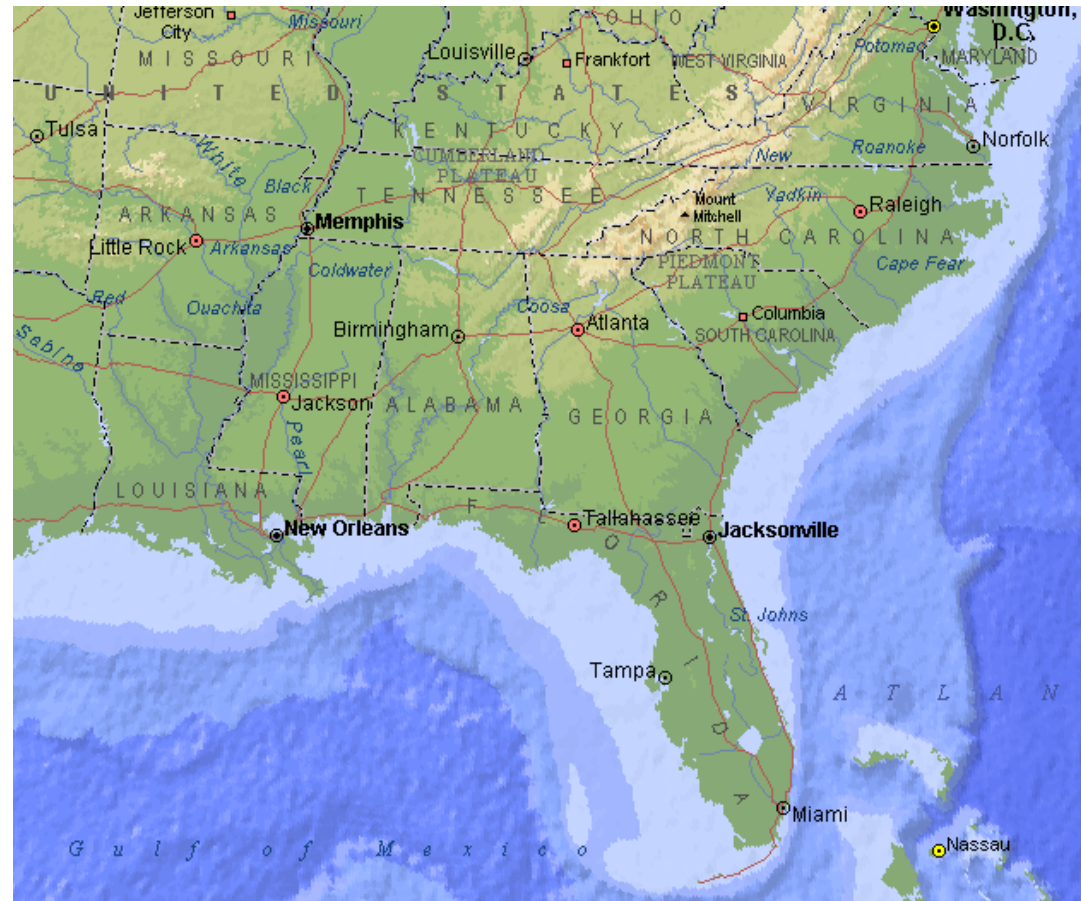 Jefferson
City
Missouri
MISSOURI
Louisville
Frankfort
OHIO
WEST VIRGINIA
Potomac
Washington,
D.C.
MARYLAND
UNITED STATES
VIRGINIA
Tulsa
KENTUCKY
Norfolk
White
CUMBERLAND
PLATEAU
New
Roanoke
Black
TENNESSEE
Mount
Mitchell
Yadkin
Raleigh
ARKANSAS
Memphis
Little Rock
Arkansas
NORTH CAROLINA
Coldwater
PIEDMONT
PLATEAU
Cape Fear
Red
Ouachita
Coosa
Sabine
Birmingham
Atlanta
Columbia
SOUTH CAROLINA
MISSISSIPPI
Jackson
ALABAMA
GEORGIA
Pearl
LOUISIANA
FLORIDA
New Orleans
Tallahassee
Jacksonville
St. Johns
Tampa
ATLAN
Miami
Gulf of Mexico
Nassau